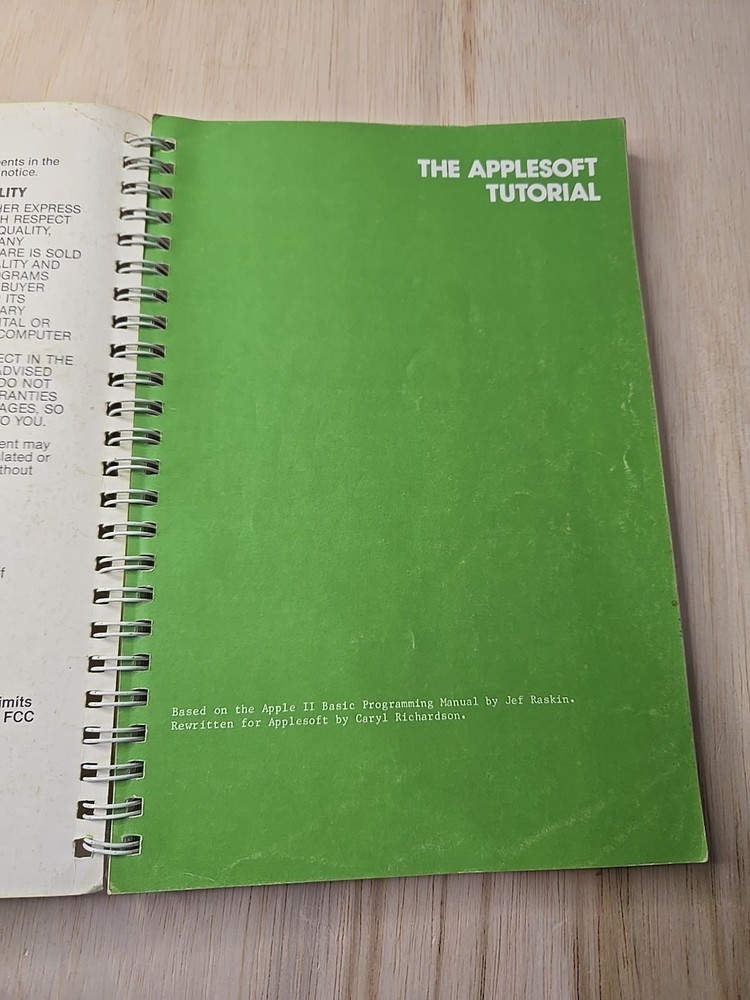 ents in the
notice.
LITY
HER EXPRESS
H RESPECT
QUALITY,
ANY
ARE IS SOLD
LITY AND
GRAMS
BUYER
ITS
ARY
TAL OR
COMPUTER
ECT IN THE
ADVISED
DO NOT
RANTIES
AGES, SO
O YOU.
ent may
lated or
thout
f
imits
FCC
THE APPLESOFT
TUTORIAL
Based on the Apple II Basic Programming Manual by Jef Raskin.
Rewritten for Applesoft by Caryl Richardson.